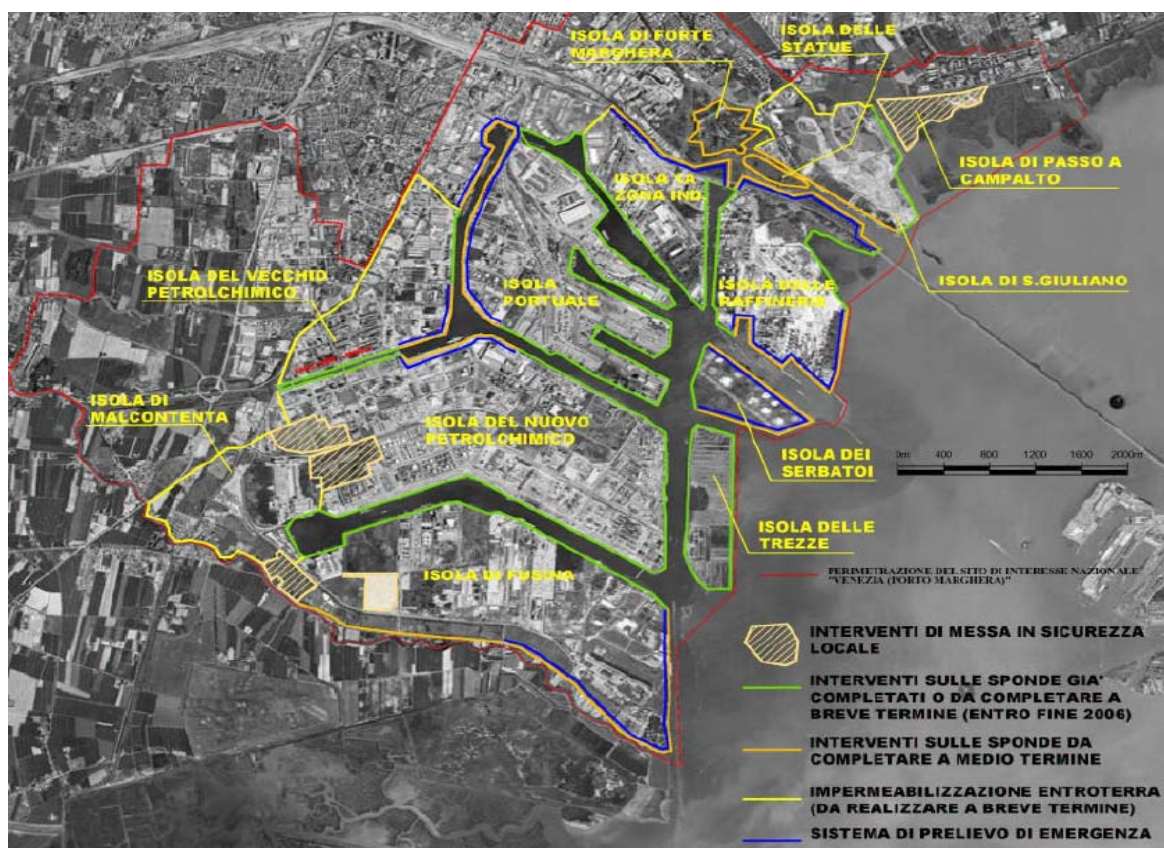 ISOLA DI FORTE
MARGHERA
ISOLA DELLE
STATUE
ISOLA DI PASSO A
CAMPALTO
ISOLA 1A
ZONA IND.
ISOLA DEL VECCHIO
PETROLCHIMICO
ISOLA
PORTUALE
ISOLA DELLE
RAFFINERIE
ISOLA DI S.GIULIANO
ISOLA DI
MALCONTENTA
ISOLA DEL NUOVO
PETROLCHIMICO
ISOLA DEI
SERBATOI
0m 400 800 1200 1600 2000m
ISOLA DELLE
TREZZE
ISOLA DI FUSINA
PERIMETRAZIONE DEL SITO DI INTERESSE NAZIONALE
"VENEZIA (PORTO MARGHERA)"
INTERVENTI DI MESSA IN SICUREZZA
LOCALE
INTERVENTI SULLE SPONDE GIA'
COMPLETATI O DA COMPLETARE A
BREVE TERMINE (ENTRO FINE 2006)
INTERVENTI SULLE SPONDE DA
COMPLETARE A MEDIO TERMINE
IMPERMEABILIZZAZIONE ENTROTERRA
(DA REALIZZARE A BREVE TERMINE)
SISTEMA DI PRELIEVO DI EMERGENZA